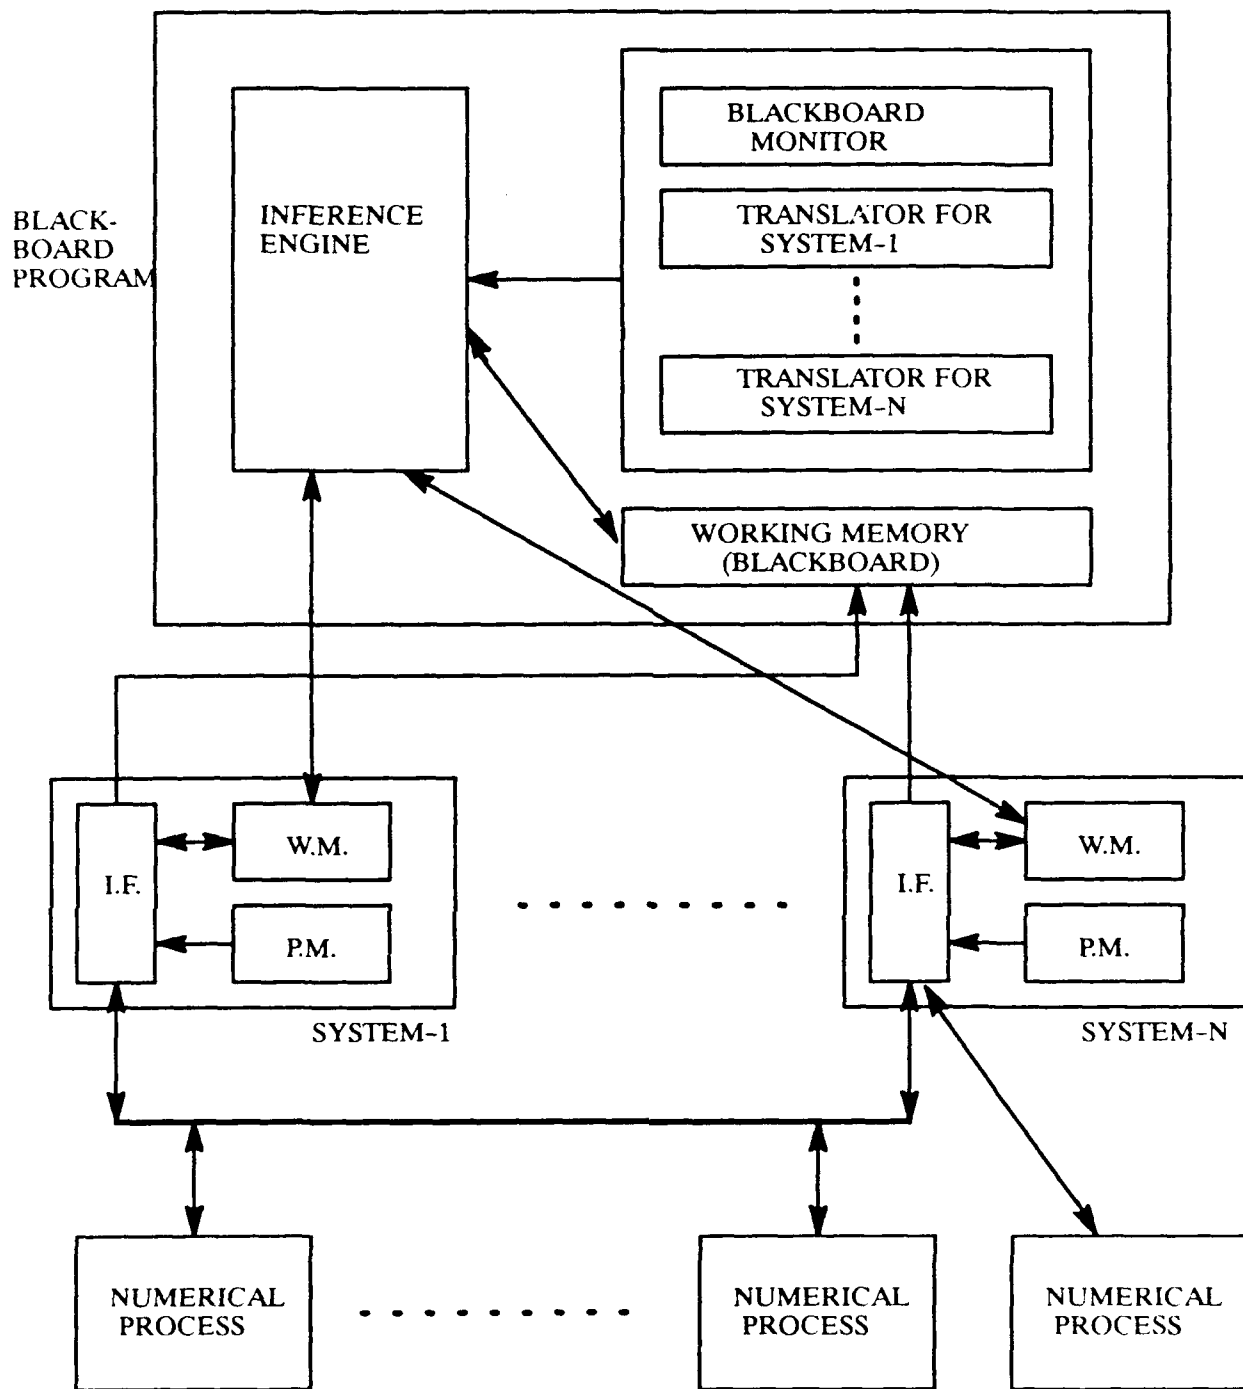 BLACKBOARD
MONITOR
TRANSLATOR FOR
SYSTEM-1
INFERENCE
ENGINE
BLACK-
BOARD
PROGRAM
TRANSLATOR FOR
SYSTEM-N
WORKING MEMORY
(BLACKBOARD)
I.F.
W.M.
P.M.
SYSTEM-1
I.F.
W.M.
P.M.
SYSTEM-N
NUMERICAL
PROCESS
NUMERICAL
PROCESS
NUMERICAL
PROCESS